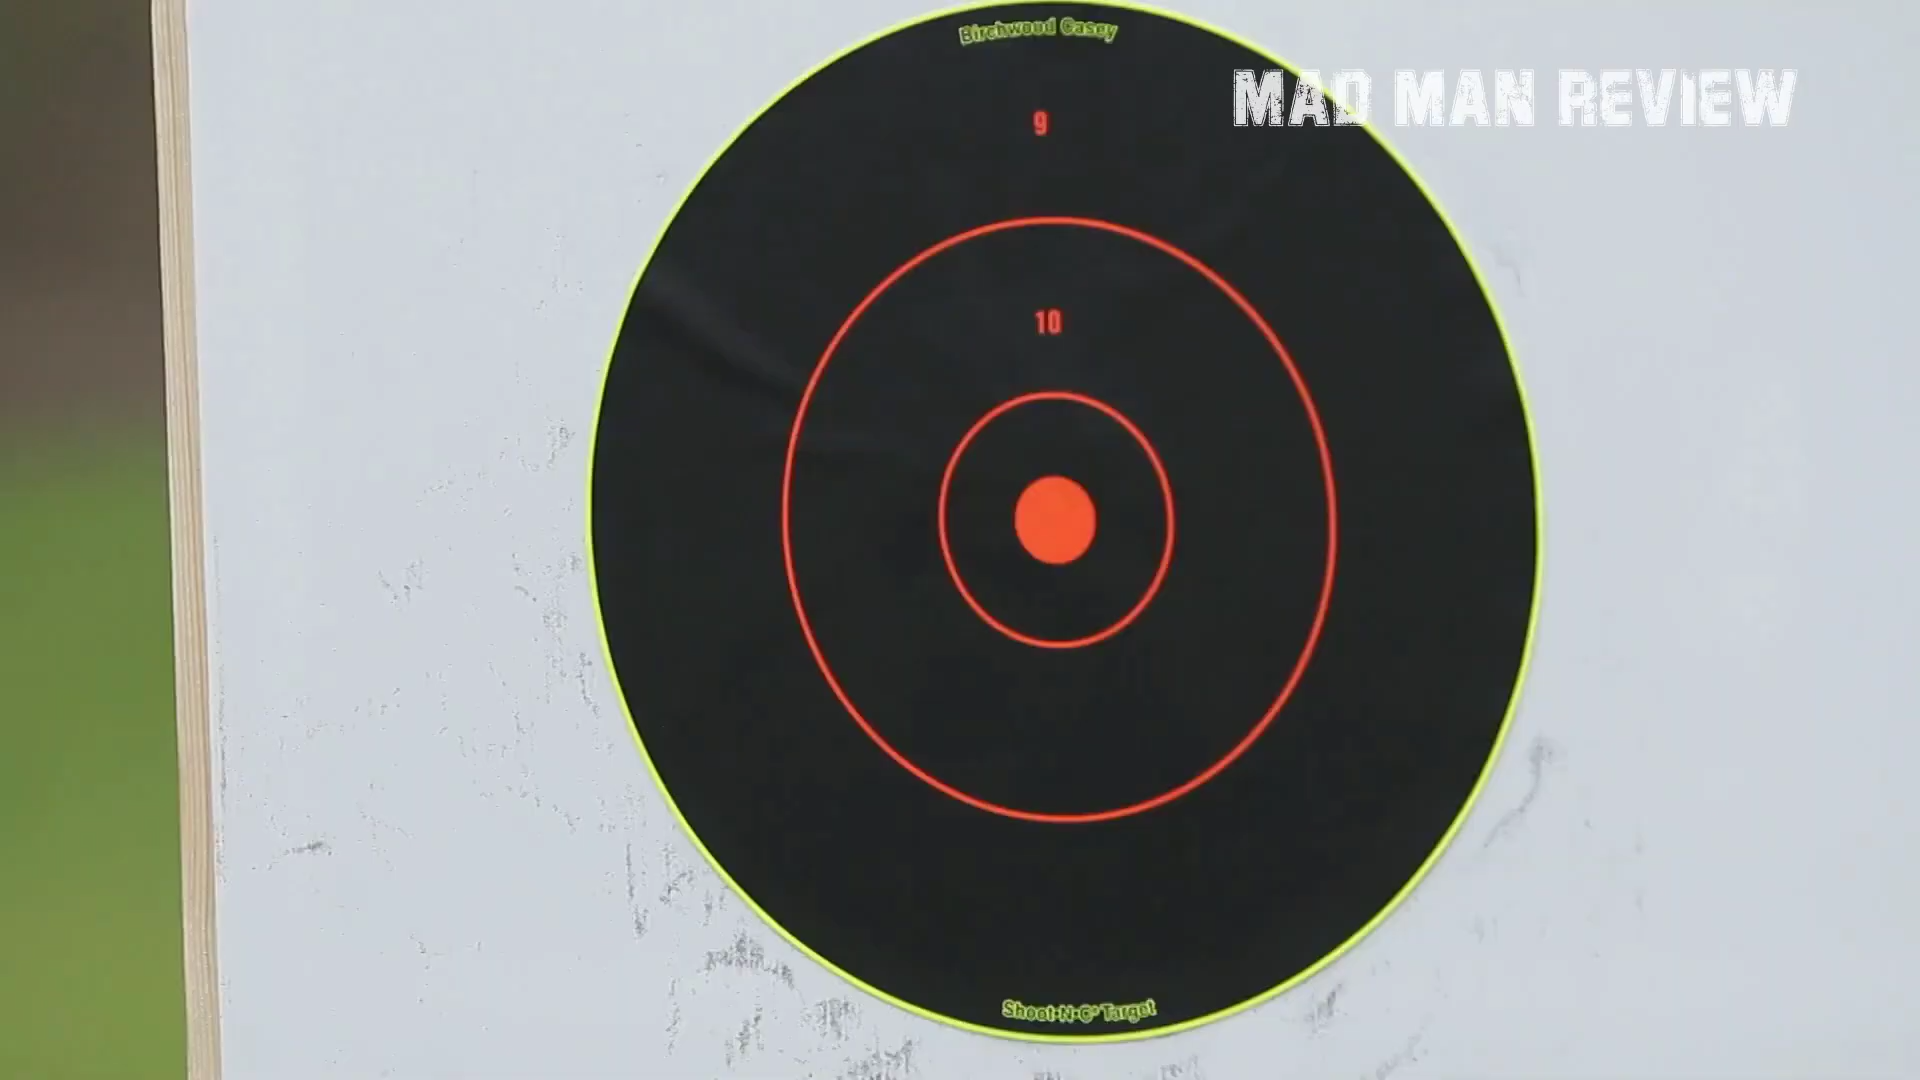 Birchwood Casey
MAD MAN REVIEW
9
10
Shoot•N•C® Target